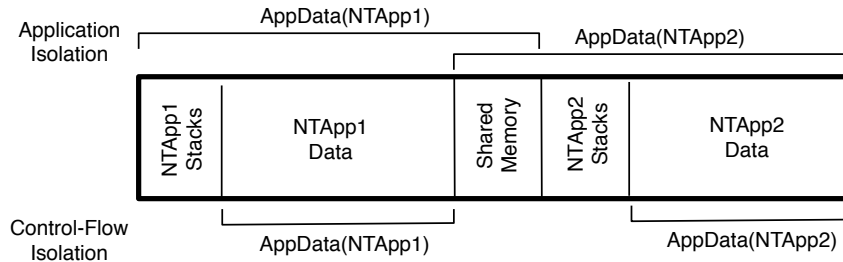 AppData(NTApp1)
Application
Isolation
AppData(NTApp2)
NTApp1
Stacks
NTApp1
Data
Shared
Memory
NTApp2
Stacks
NTApp2
Data
Control-Flow
Isolation
AppData(NTApp1)
AppData(NTApp2)